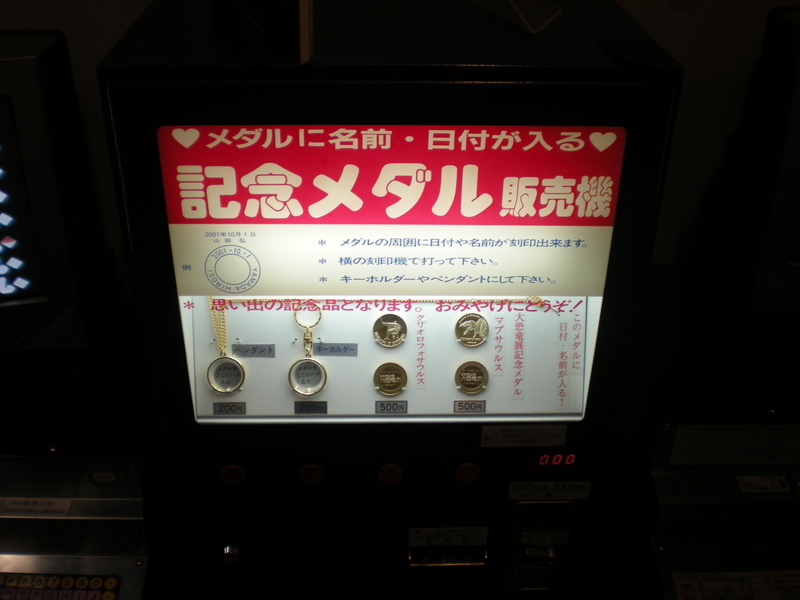 ♥メダルに名前・日付が入る♥
記念メダル 販売機
2001年10月1日
山田 弘
例
2001・10・1
YAMADA HIROSI
＊ メダルの周囲に日付や名前が刻印出来ます。
＊ 横の刻印機で打って下さい。
＊ キーホルダーやペンダントにして下さい。
＊ 思い出の記念品となります。おみやげにどうぞ!
ペンダント
キーホルダー
クリオロフォサウルス
マプサウルス
大恐竜展記念メダル
このメダルに
日付・名前が入る!
200円
200円
500円
500円
000